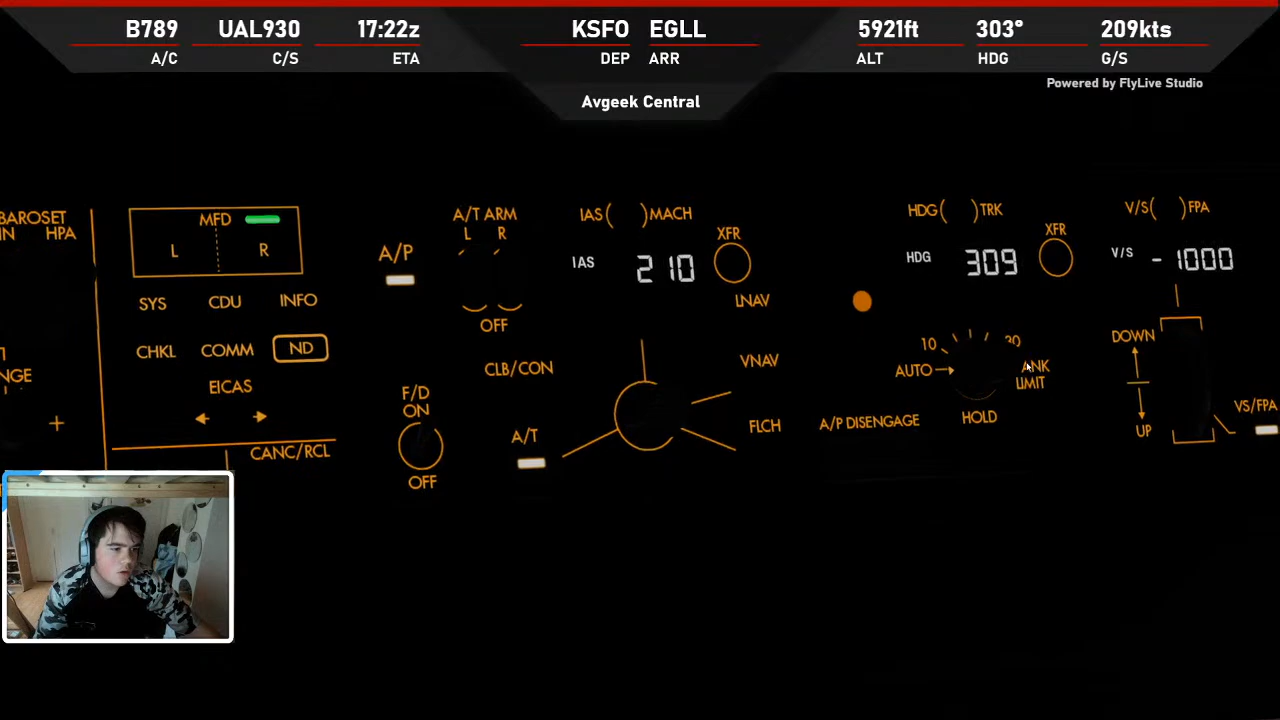 B789 UAL930 17:22z KSFO EGLL 5921ft 303° 209kts
A/C C/S ETA DEP ARR ALT HDG G/S
Powered by FlyLive Studio
Avgeek Central
BAROSET MFD A/T ARM IAS( )MACH HDG( )TRK V/S( )FPA
IN HPA L R XFR XFR
L R A/P IAS 210 HDG 309 V/S -1000
SYS CDU INFO LNAV
OFF
CHKL COMM ND CLB/CON VNAV 10 30 DOWN
AUTO ANK
EICAS LIMIT
F/D
ON
+ A/T FLCH A/P DISENGAGE HOLD UP VS/FPA
CANC/RCL
OFF